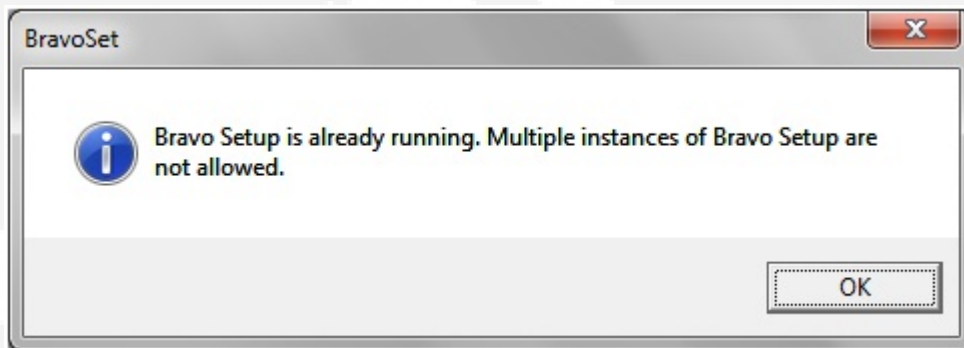 BravoSet
Bravo Setup is already running. Multiple instances of Bravo Setup are
not allowed.
OK